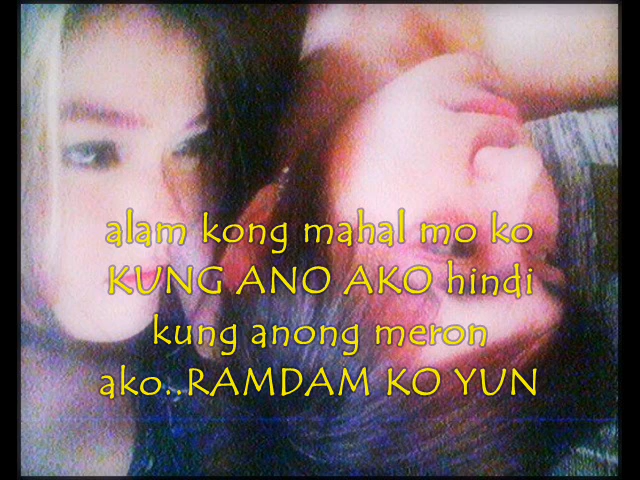 alam kong mahal mo ko
KUNG ANO AKO hindi
kung anong meron
ako..RAMDAM KO YUN